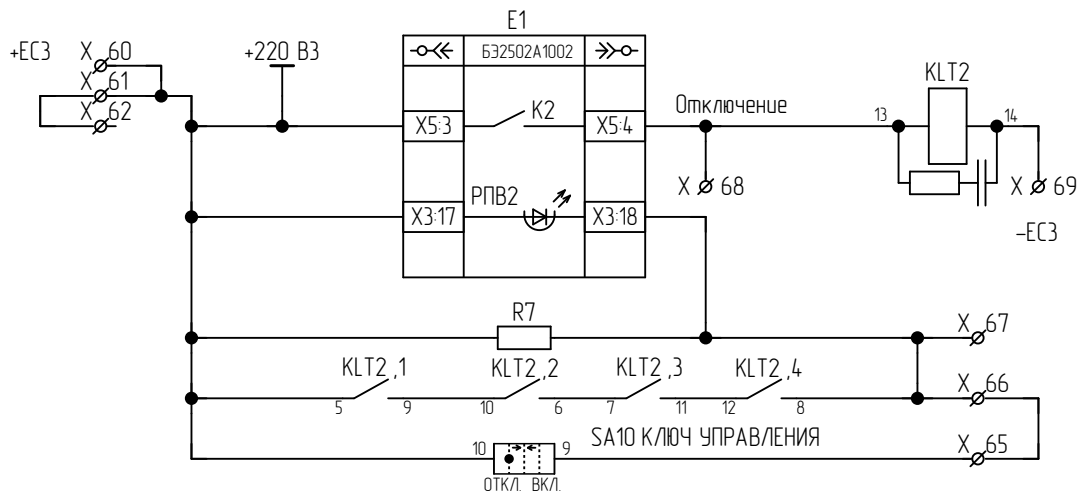 E1
+EC3
X 60
X 61
X 62
+220 В3
БЭ2502А1002
KLT2
X5:3
K2
X5:4
Отключение
13
14
X 68
X 69
-EC3
X3:17
РПВ2
X3:18
R7
X 67
KLT2 ,1
KLT2 ,2
KLT2 ,3
KLT2 ,4
X 66
5
9
10
6
7
11
12
8
SA10 КЛЮЧ УПРАВЛЕНИЯ
10
9
X 65
ОТКЛ. ВКЛ.